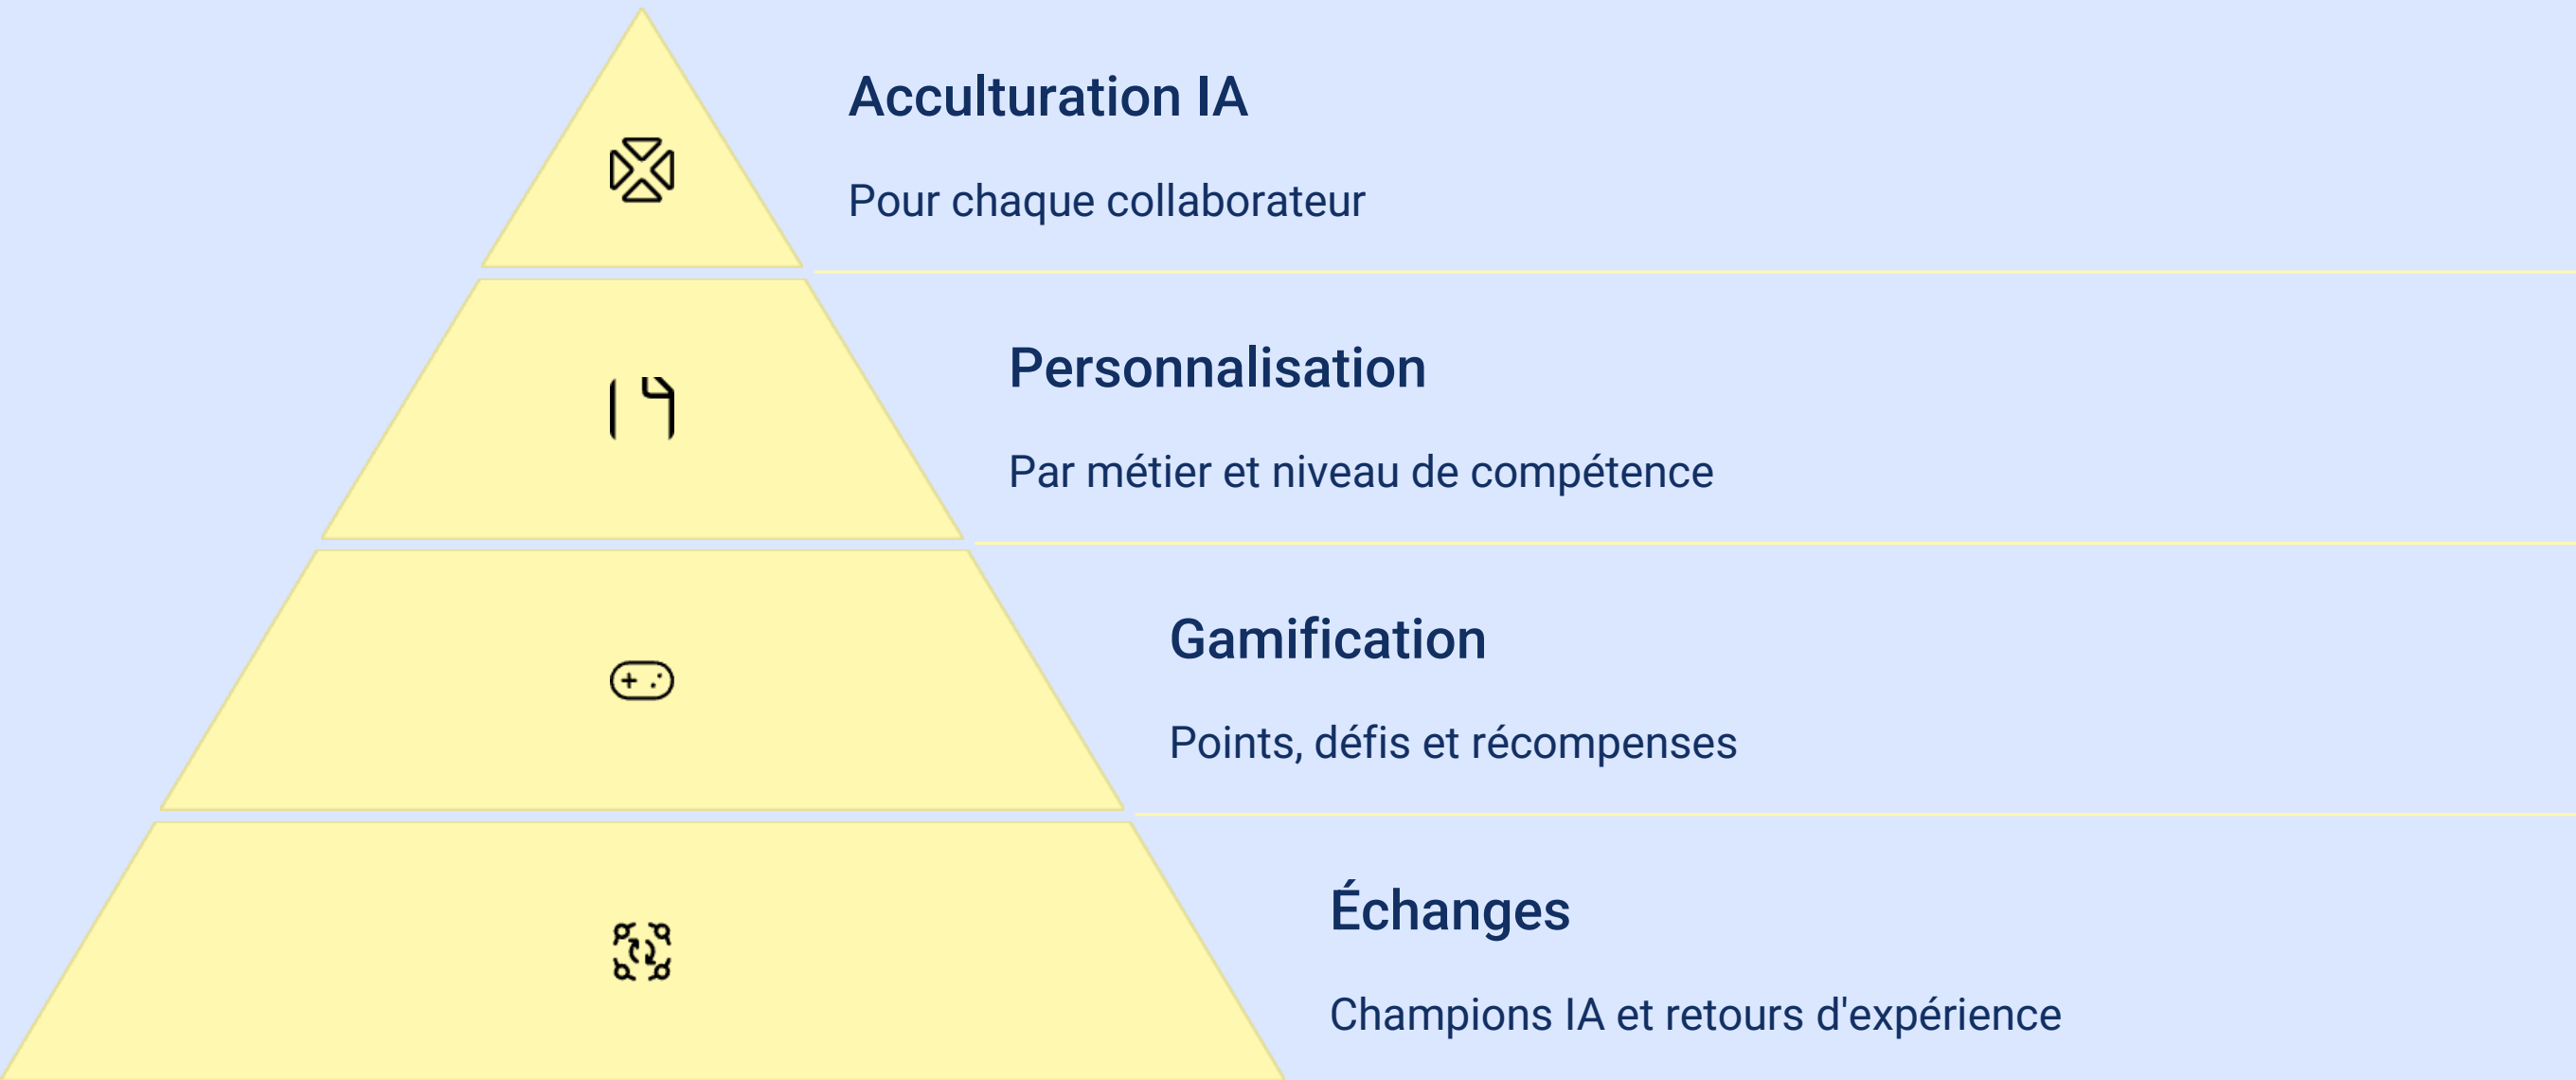 Acculturation IA
Pour chaque collaborateur
Personnalisation
Par métier et niveau de compétence
Gamification
Points, défis et récompenses
Échanges
Champions IA et retours d'expérience